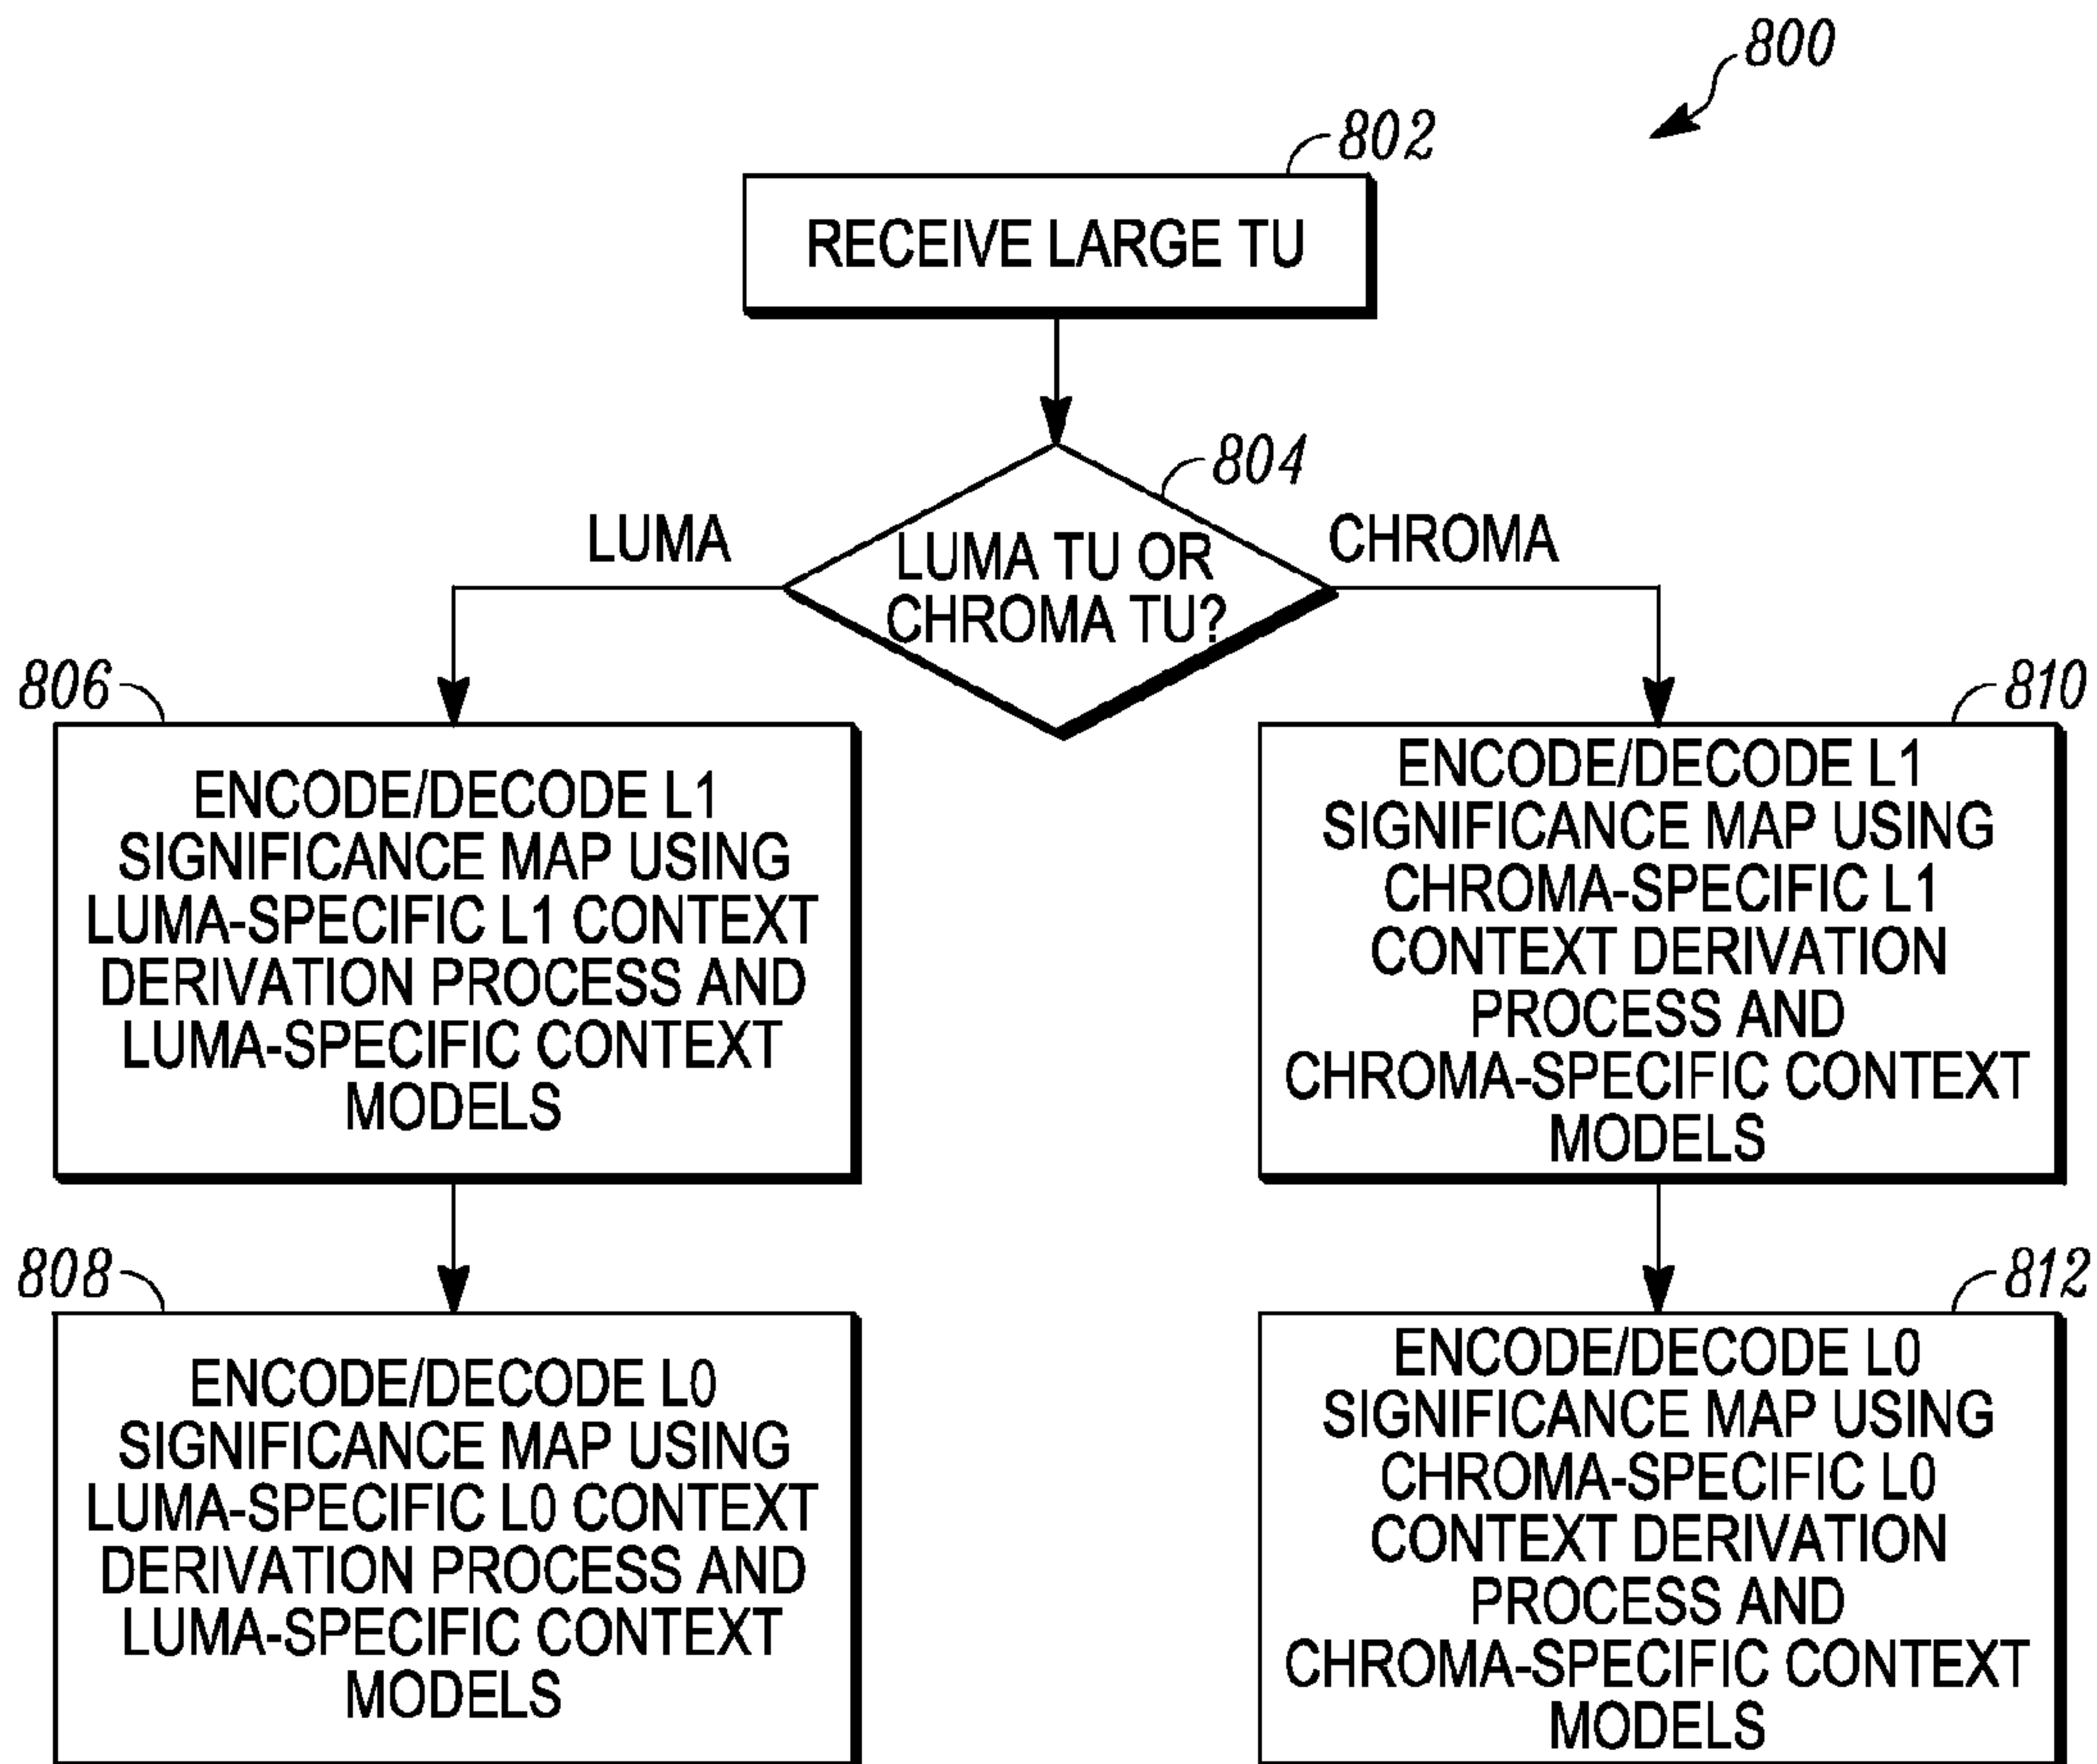 800
802
RECEIVE LARGE TU
804
LUMA
LUMA TU OR
CHROMA TU?
CHROMA
806
ENCODE/DECODE L1
SIGNIFICANCE MAP USING
LUMA-SPECIFIC L1 CONTEXT
DERIVATION PROCESS AND
LUMA-SPECIFIC CONTEXT
MODELS
810
ENCODE/DECODE L1
SIGNIFICANCE MAP USING
CHROMA-SPECIFIC L1
CONTEXT DERIVATION
PROCESS AND
CHROMA-SPECIFIC CONTEXT
MODELS
808
ENCODE/DECODE L0
SIGNIFICANCE MAP USING
LUMA-SPECIFIC L0 CONTEXT
DERIVATION PROCESS AND
LUMA-SPECIFIC CONTEXT
MODELS
812
ENCODE/DECODE L0
SIGNIFICANCE MAP USING
CHROMA-SPECIFIC L0
CONTEXT DERIVATION
PROCESS AND
CHROMA-SPECIFIC CONTEXT
MODELS